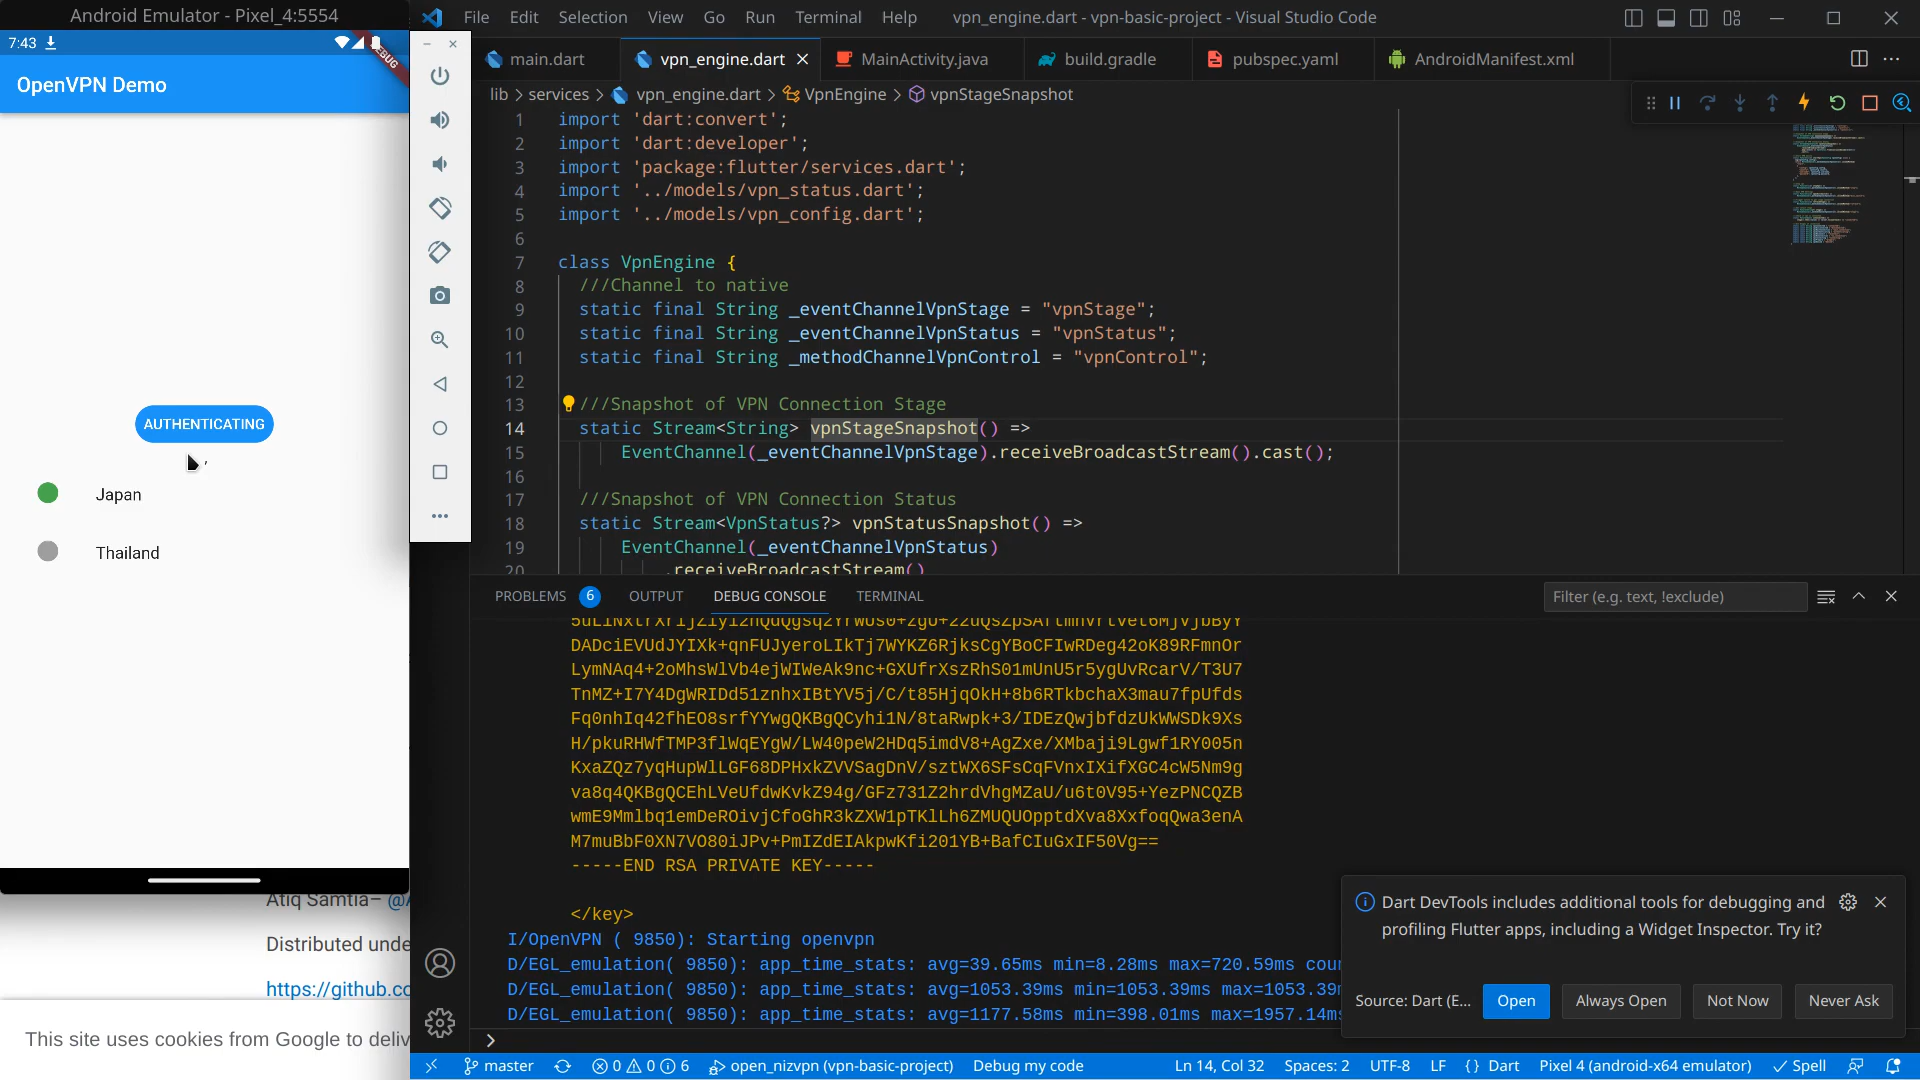 Android Emulator - Pixel_4:5554
7:43
DEBUG
OpenVPN Demo
AUTHENTICATING
,
Japan
Thailand
Atiq Samtia–
Distributed unde
https://github.co
This site uses cookies from Google to deliv
File Edit Selection View Go Run Terminal Help
vpn_engine.dart - vpn-basic-project - Visual Studio Code
main.dart
vpn_engine.dart
MainActivity.java
build.gradle
pubspec.yaml
AndroidManifest.xml
lib > services > vpn_engine.dart > VpnEngine > vpnStageSnapshot
1 import 'dart:convert';
2 import 'dart:developer';
3 import 'package:flutter/services.dart';
4 import '../models/vpn_status.dart';
5 import '../models/vpn_config.dart';
6
7 class VpnEngine {
8 ///Channel to native
9 static final String _eventChannelVpnStage = "vpnStage";
10 static final String _eventChannelVpnStatus = "vpnStatus";
11 static final String _methodChannelVpnControl = "vpnControl";
12
13 ///Snapshot of VPN Connection Stage
14 static Stream<String> vpnStageSnapshot() =>
15 EventChannel(_eventChannelVpnStage).receiveBroadcastStream().cast();
16
17 ///Snapshot of VPN Connection Status
18 static Stream<VpnStatus?> vpnStatusSnapshot() =>
19 EventChannel(_eventChannelVpnStatus)
20 .receiveBroadcastStream()
PROBLEMS 6 OUTPUT DEBUG CONSOLE TERMINAL
Filter (e.g. text, !exclude)
DADciEVUdJYIXk+qnFUJyeroLIkTj7WYKZ6RjksCgYBoCFIwRDeg42oK89RFmnOr
LymNAq4+2oMhsWlVb4ejWIWeAk9nc+GXUfrXszRhS01mUnU5r5ygUvRcarV/T3U7
TnMZ+I7Y4DgWRIDd51znhxIBtYV5j/C/t85HjqOkH+8b6RTkbchaX3mau7fpUfds
Fq0nhIq42fhEO8srfYYwgQKBgQCyhi1N/8taRwpk+3/IDEzQwjbfdzUkWWSDk9Xs
H/pkuRHWfTMP3flWqEYgW/LW40peW2HDq5imdV8+AgZxe/XMbaji9Lgwf1RY005n
KxaZQz7yqHupWlLGF68DPHxkZVVSagDnV/sztWX6SFsCqFVnxIXifXGC4cW5Nm9g
va8q4QKBgQCEhLVeUfdwKvkZ94g/GFz731Z2hrdVhgMZaU/u6t0V95+YezPNCQZB
wmE9Mmlbq1emDeROivjCfoGhR3kZXW1pTKlLh6ZMUQUOpptdXva8XxfoqQwa3enA
M7muBbF0XN7VO80iJPv+PmIZdEIAkpwKfi201YB+BafCIuGxIF50Vg==
-----END RSA PRIVATE KEY-----
</key>
I/OpenVPN ( 9850): Starting openvpn
D/EGL_emulation( 9850): app_time_stats: avg=39.65ms min=8.28ms max=720.59ms cou
D/EGL_emulation( 9850): app_time_stats: avg=1053.39ms min=1053.39ms max=1053.39m
D/EGL_emulation( 9850): app_time_stats: avg=1177.58ms min=398.01ms max=1957.14ms
Dart DevTools includes additional tools for debugging and
profiling Flutter apps, including a Widget Inspector. Try it?
Source: Dart (E...
Open
Always Open
Not Now
Never Ask
master
0 0 6
open_nizvpn (vpn-basic-project)
Debug my code
Ln 14, Col 32
Spaces: 2
UTF-8
LF
{ } Dart
Pixel 4 (android-x64 emulator)
Spell